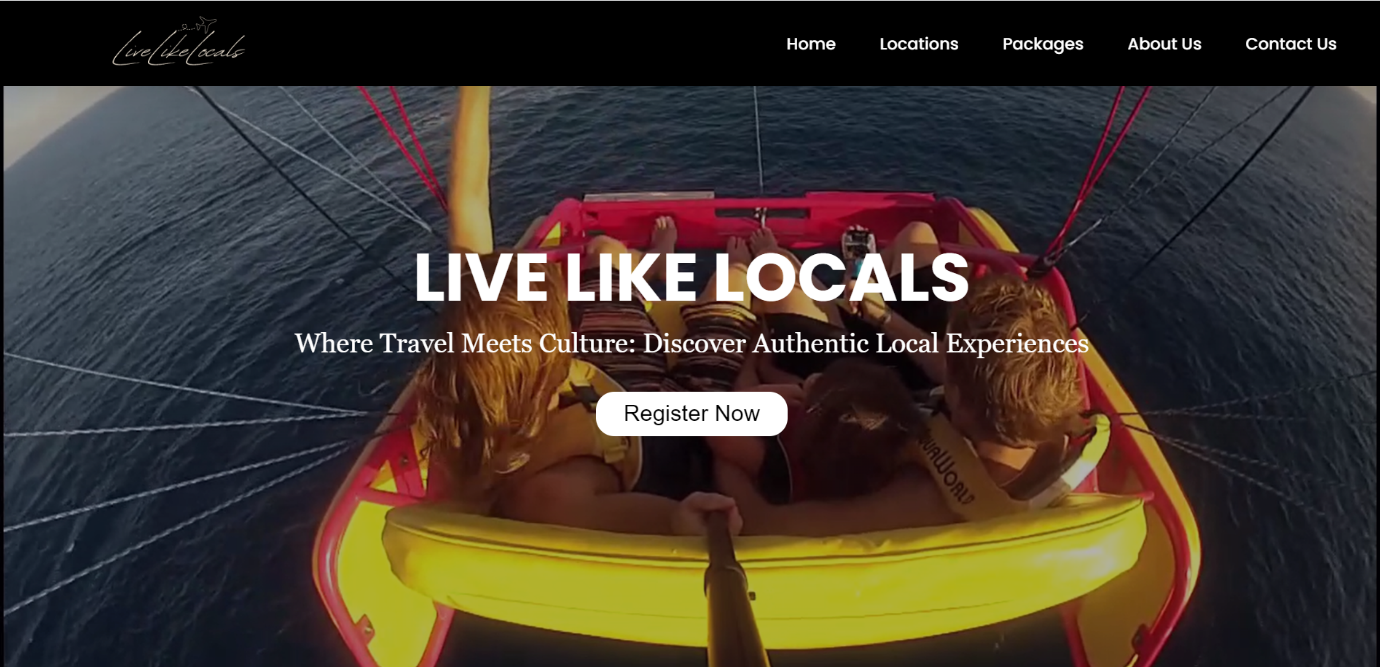 LiveLikeLocals
Home Locations Packages About Us Contact Us
LIVE LIKE LOCALS
Where Travel Meets Culture: Discover Authentic Local Experiences
Register Now